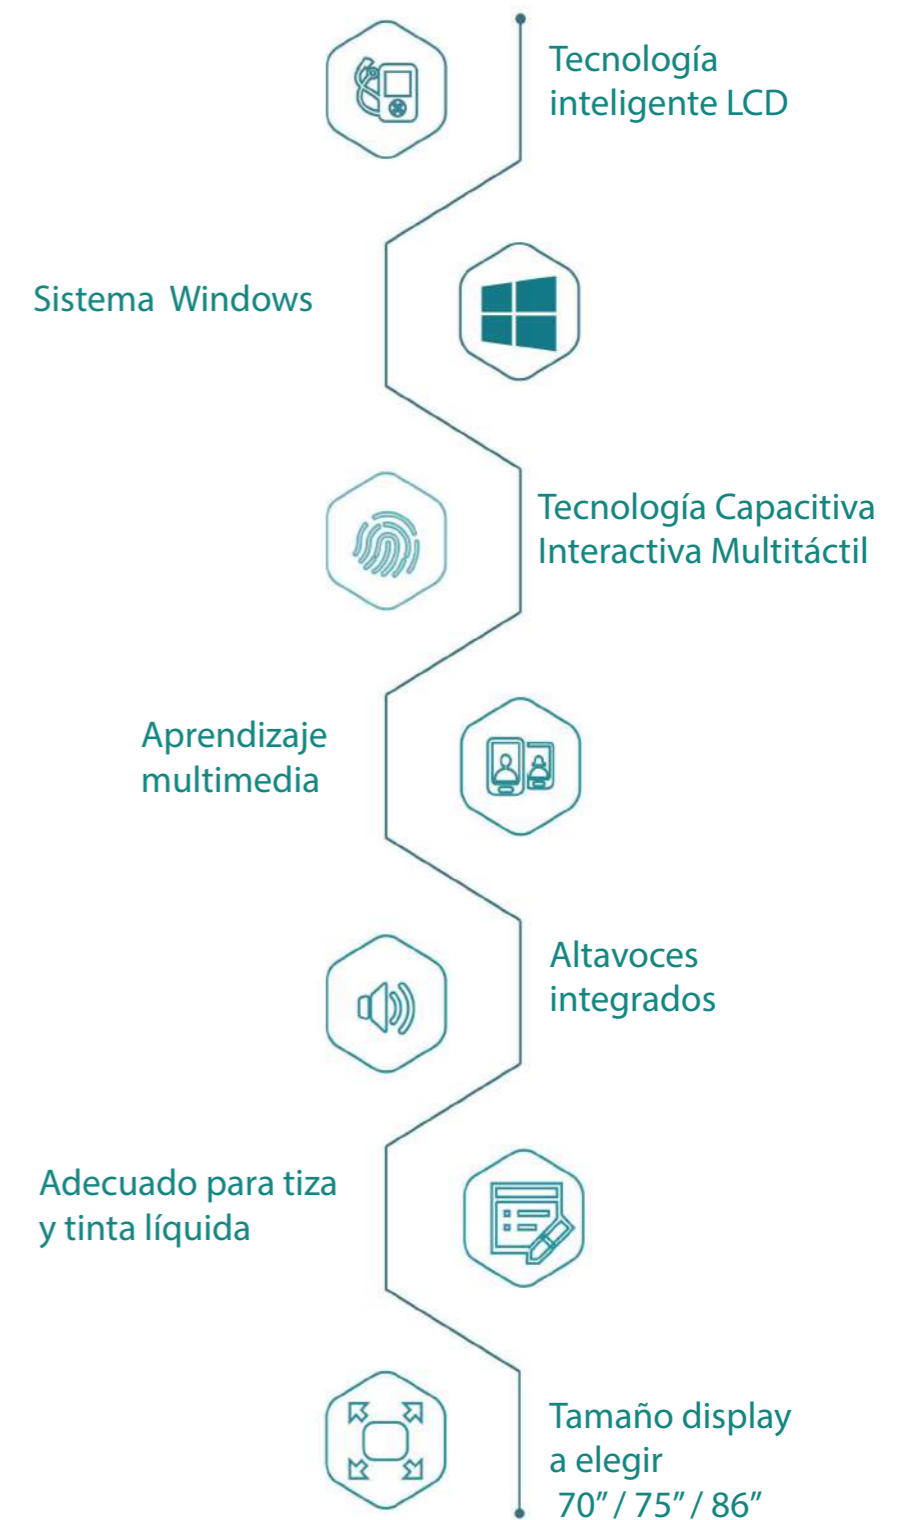 Tecnología
inteligente LCD
Sistema  Windows
Tecnología Capacitiva
Interactiva Multitáctil
Aprendizaje
multimedia
Altavoces
integrados
Adecuado para tiza
y tinta líquida
Tamaño display
a elegir
70” / 75” / 86”